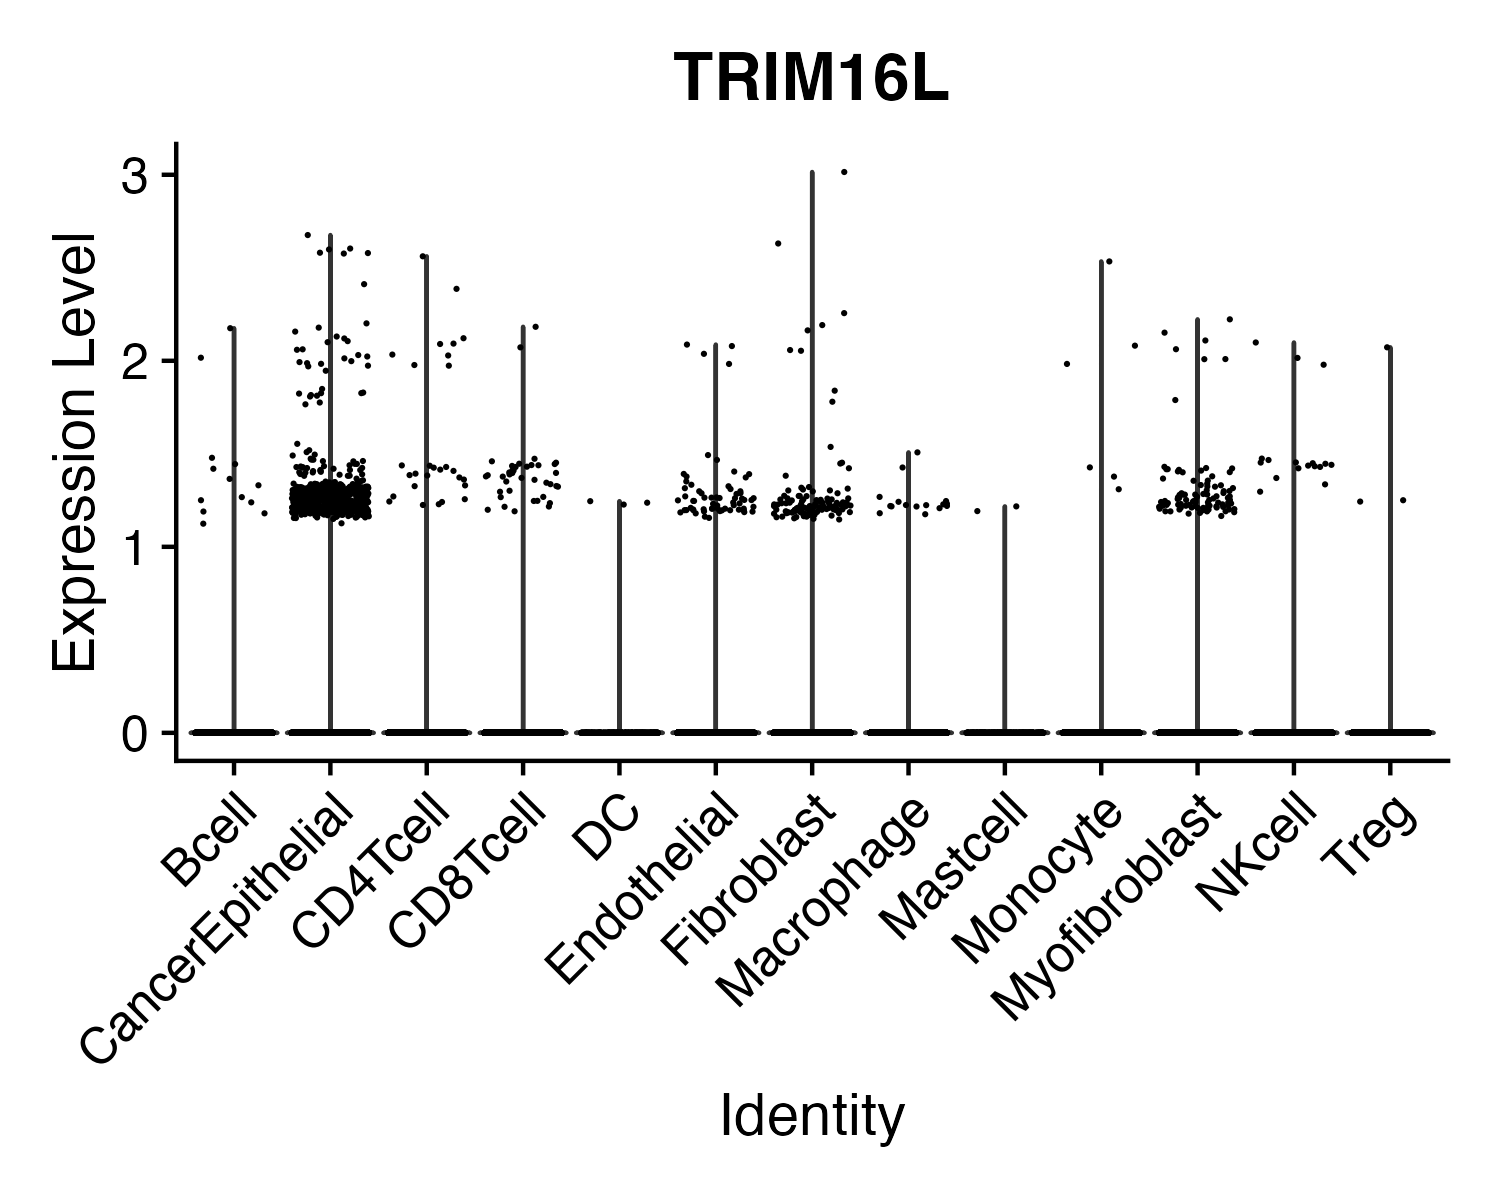 TRIM16L
Expression Level
3
2
1
0
Bcell
CancerEpithelial
CD4Tcell
CD8Tcell
DC
Endothelial
Fibroblast
Macrophage
Mastcell
Monocyte
Myofibroblast
NKcell
Treg
Identity